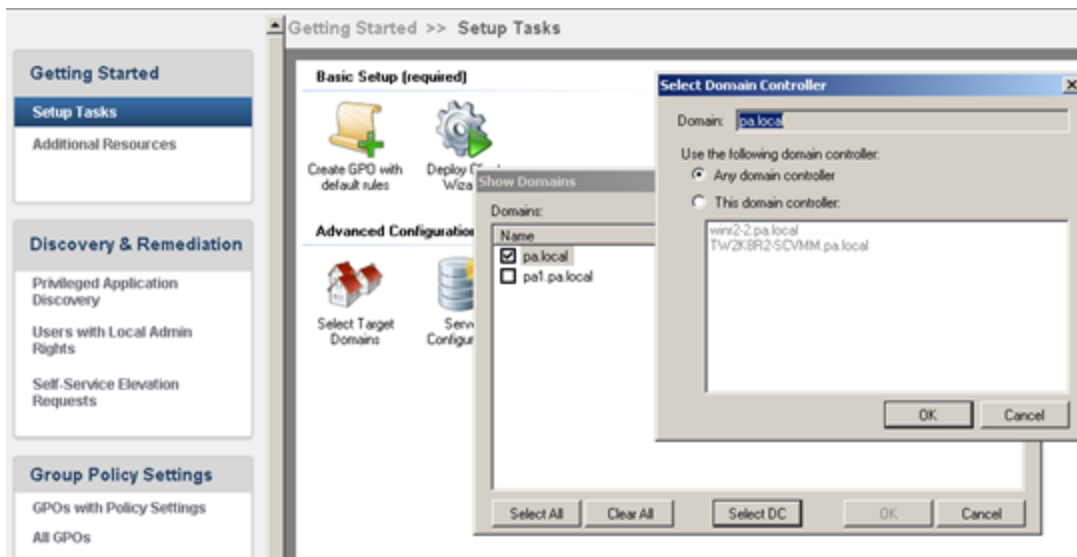 Getting Started >> Setup Tasks
Getting Started
Setup Tasks
Additional Resources
Discovery & Remediation
Privileged Application
Discovery
Users with Local Admin
Rights
Self-Service Elevation
Requests
Group Policy Settings
GPOs with Policy Settings
All GPOs
Basic Setup (required)
Create GPO with
default rules
Deploy
Wiza
Advanced Configuration
Select Target
Domains
Serv
Configur
Show Domains
Domains:
Name
pa.local
pa1.pa.local
Select All
Clear All
Select DC
OK
Cancel
Select Domain Controller
Domain:
pa.local
Use the following domain controller:
Any domain controller
This domain controller:
winr2-2.pa.local
TW2K8R2-SCVMM.pa.local
OK
Cancel